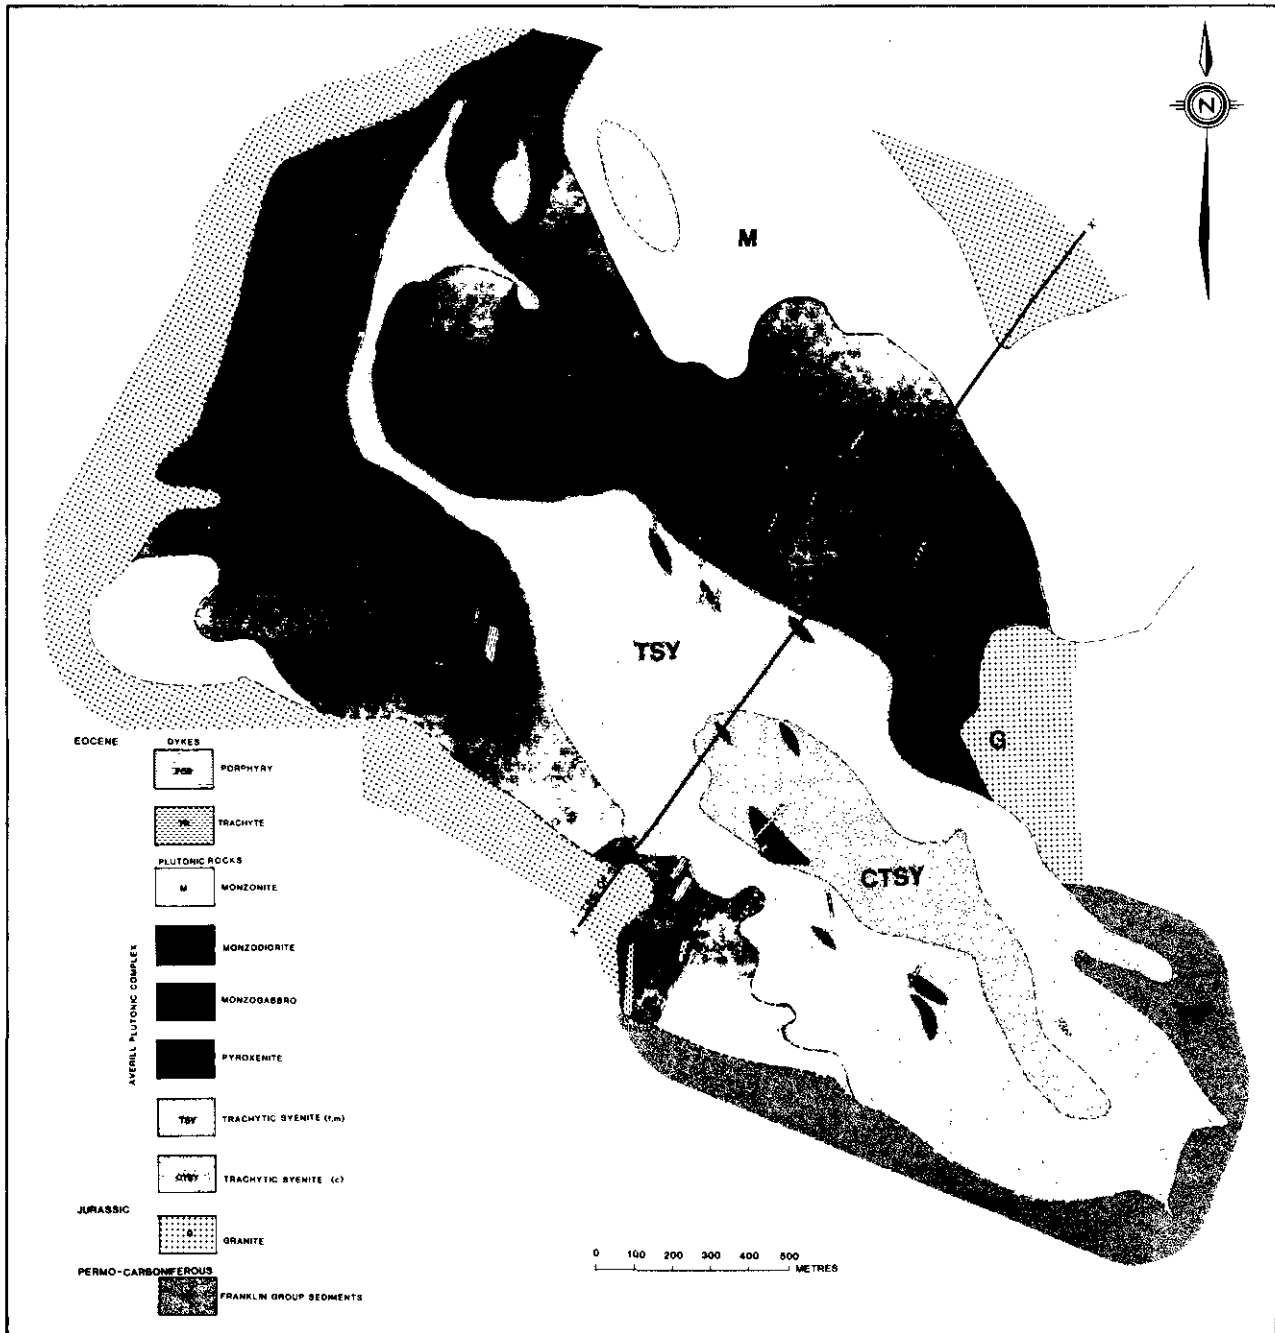 N
M
TSY
G
CTSY
EOCENE
DYKES
PORPHYRY
TR
TRACHYTE
PLUTONIC ROCKS
M
MONZONITE
MONZODIORITE
MONZOGABBRO
PYROXENITE
AVERILL PLUTONIC COMPLEX
TSY
TRACHYTIC SYENITE (f,m)
CTSY
TRACHYTIC SYENITE (c)
JURASSIC
G
GRANITE
PERMO-CARBONIFEROUS
FRANKLIN GROUP SEDIMENTS
0 100 200 300 400 500
METRES